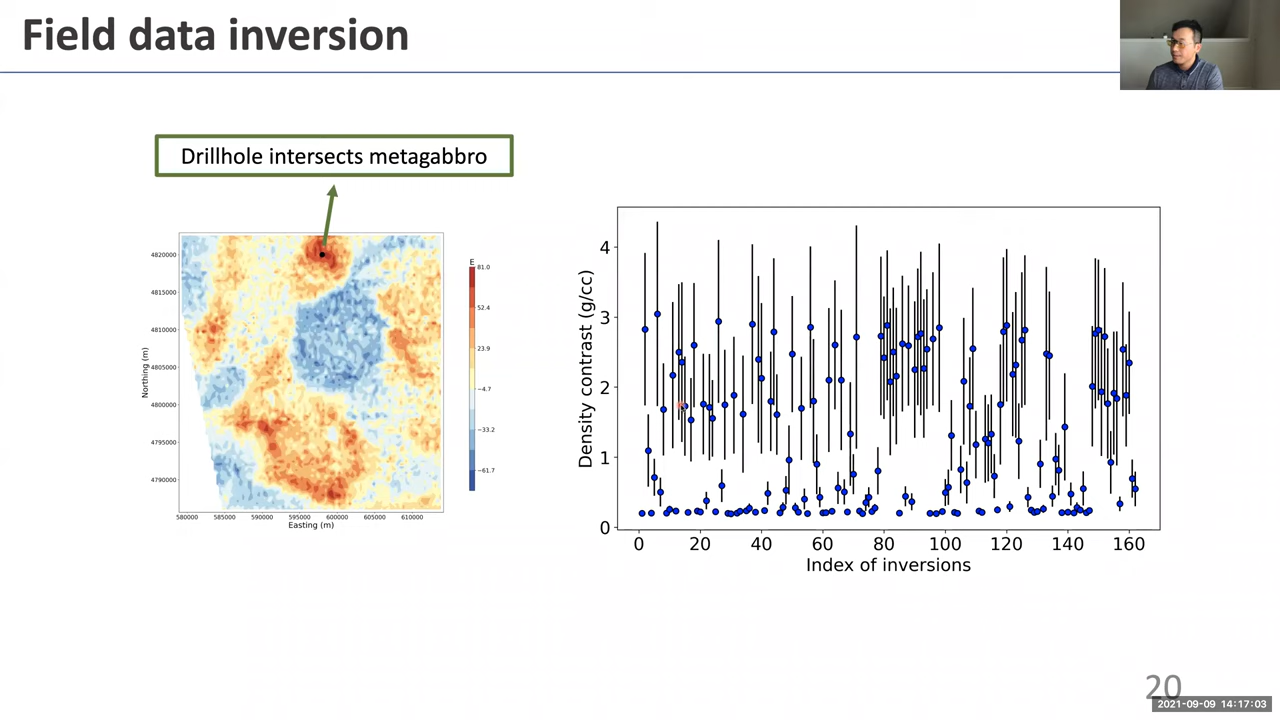 Field data inversion
Drillhole intersects metagabbro
E
81.0
52.4
23.9
−4.7
−33.2
−61.7
4820000
4815000
4810000
4805000
4800000
4795000
4790000
Northing (m)
580000 585000 590000 595000 600000 605000 610000
Easting (m)
4
3
2
1
0
Density contrast (g/cc)
0 20 40 60 80 100 120 140 160
Index of inversions
20
2021-09-09 14:17:03